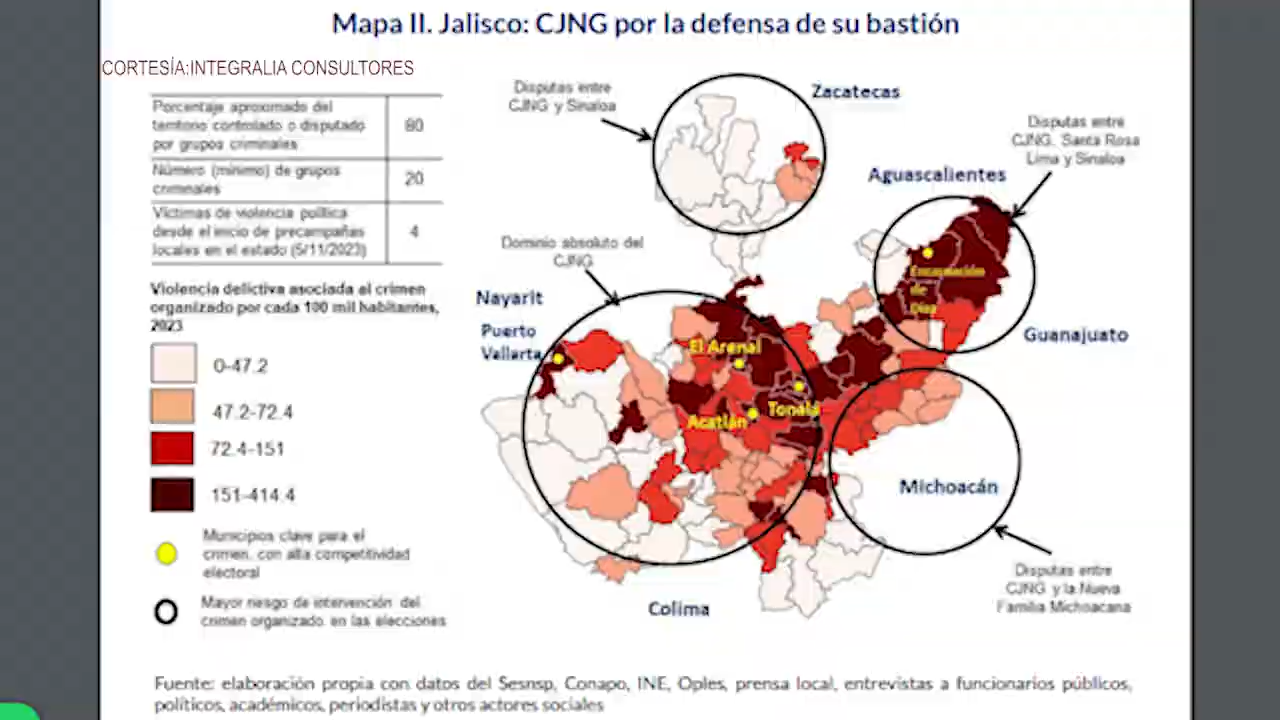 Mapa II. Jalisco: CJNG por la defensa de su bastión
CORTESÍA:INTEGRALIA CONSULTORES
Porcentaje aproximado del
territorio controlado o disputado
por grupos criminales
80
Número (mínimo) de grupos
criminales
20
Víctimas de violencia política
desde el inicio de precampañas
locales en el estado (5/11/2023)
4
Violencia delictiva asociada al crimen
organizado por cada 100 mil habitantes,
2023
0-47.2
47.2-72.4
72.4-151
151-414.4
Municipios clave para el
crimen, con alta competitividad
electoral
Mayor riesgo de intervención del
crimen organizado en las elecciones
Disputas entre
CJNG y Sinaloa
Zacatecas
Disputas entre
CJNG, Santa Rosa
Lima y Sinaloa
Aguascalientes
Dominio absoluto del
CJNG
Nayarit
Puerto
Vallarta
Encarnación
de
Díaz
Guanajuato
El Arenal
Tonalá
Acatlán
Michoacán
Disputas entre
CJNG y la Nueva
Familia Michoacana
Colima
Fuente: elaboración propia con datos del Sesnsp, Conapo, INE, Oples, prensa local, entrevistas a funcionarios públicos,
políticos, académicos, periodistas y otros actores sociales